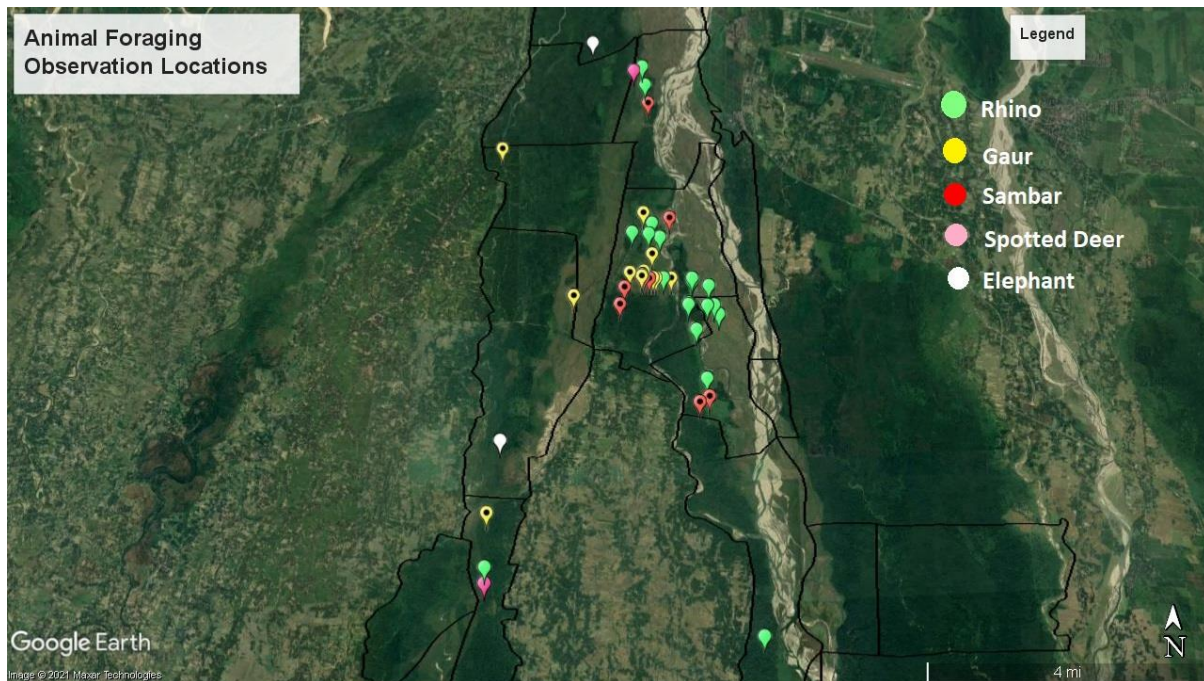 Animal Foraging
Observation Locations
Legend
Rhino
Gaur
Sambar
Spotted Deer
Elephant
Google Earth
Image © 2021 Maxar Technologies
N
4 mi